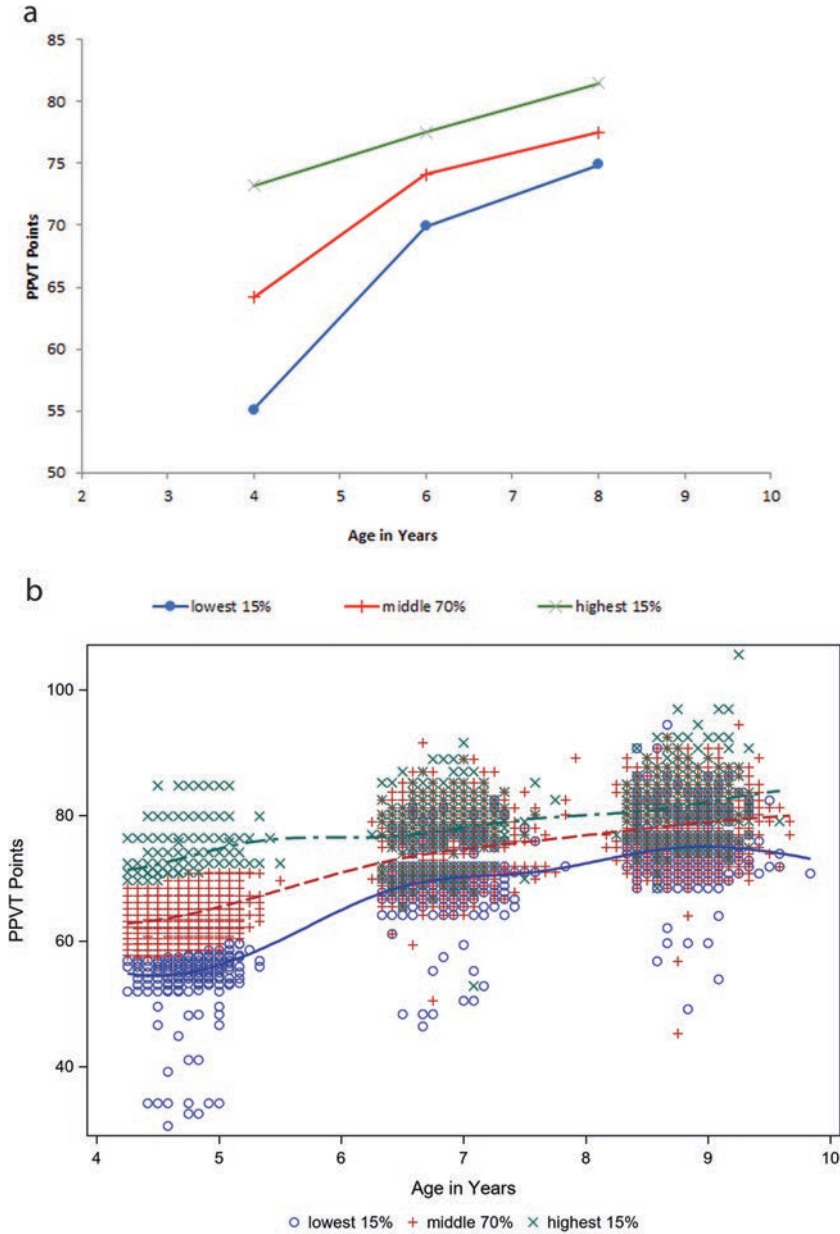 a
85
80
75
70
65
60
55
50
PPVT Points
2 3 4 5 6 7 8 9 10
Age in Years
b
lowest 15% middle 70% highest 15%
100
80
60
40
PPVT Points
4 5 6 7 8 9 10
Age in Years
lowest 15% middle 70% highest 15%